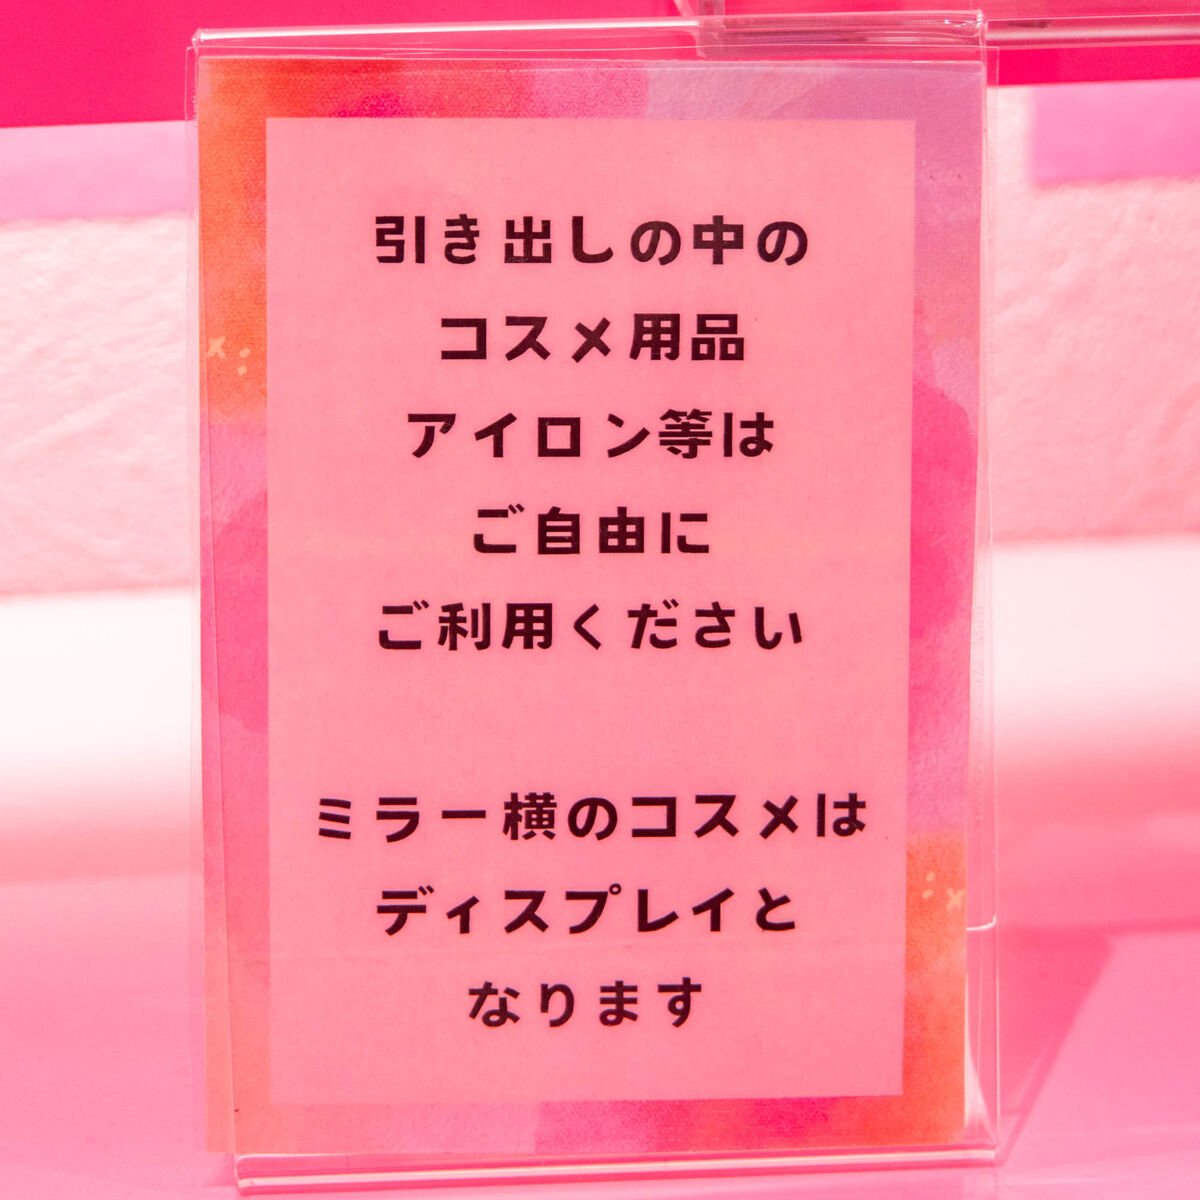 引き出しの中の
コスメ用品
アイロン等は
ご自由に
ご利用ください
ミラー横のコスメは
ディスプレイと
なります